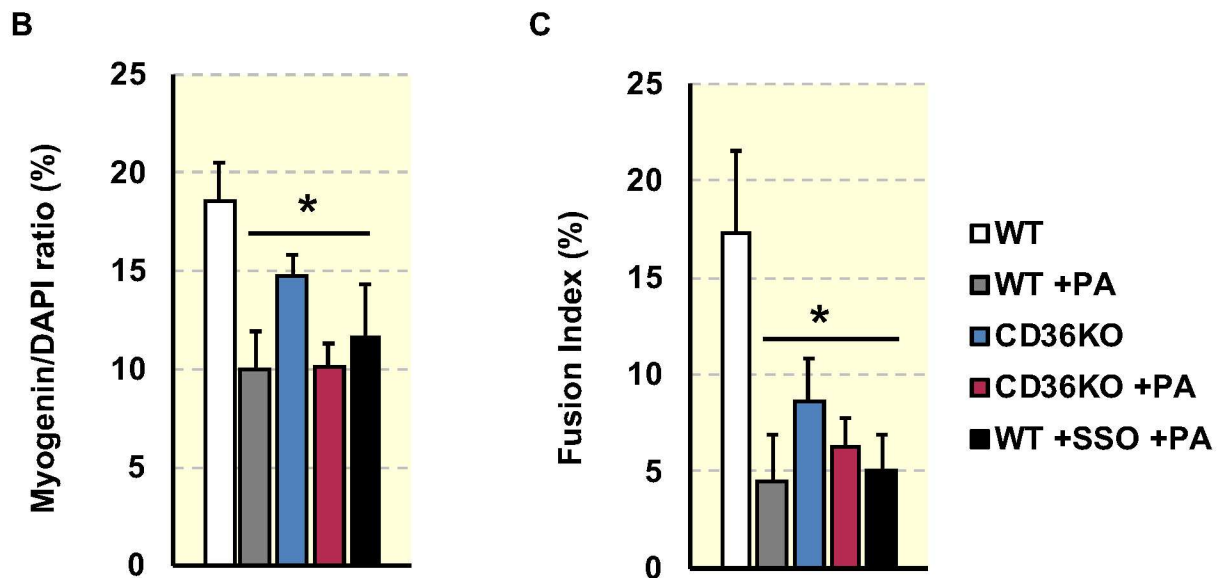 B
Myogenin/DAPI ratio (%)
25
20
15
10
5
0
*
C
Fusion Index (%)
25
20
15
10
5
0
*
WT
WT +PA
CD36KO
CD36KO +PA
WT +SSO +PA